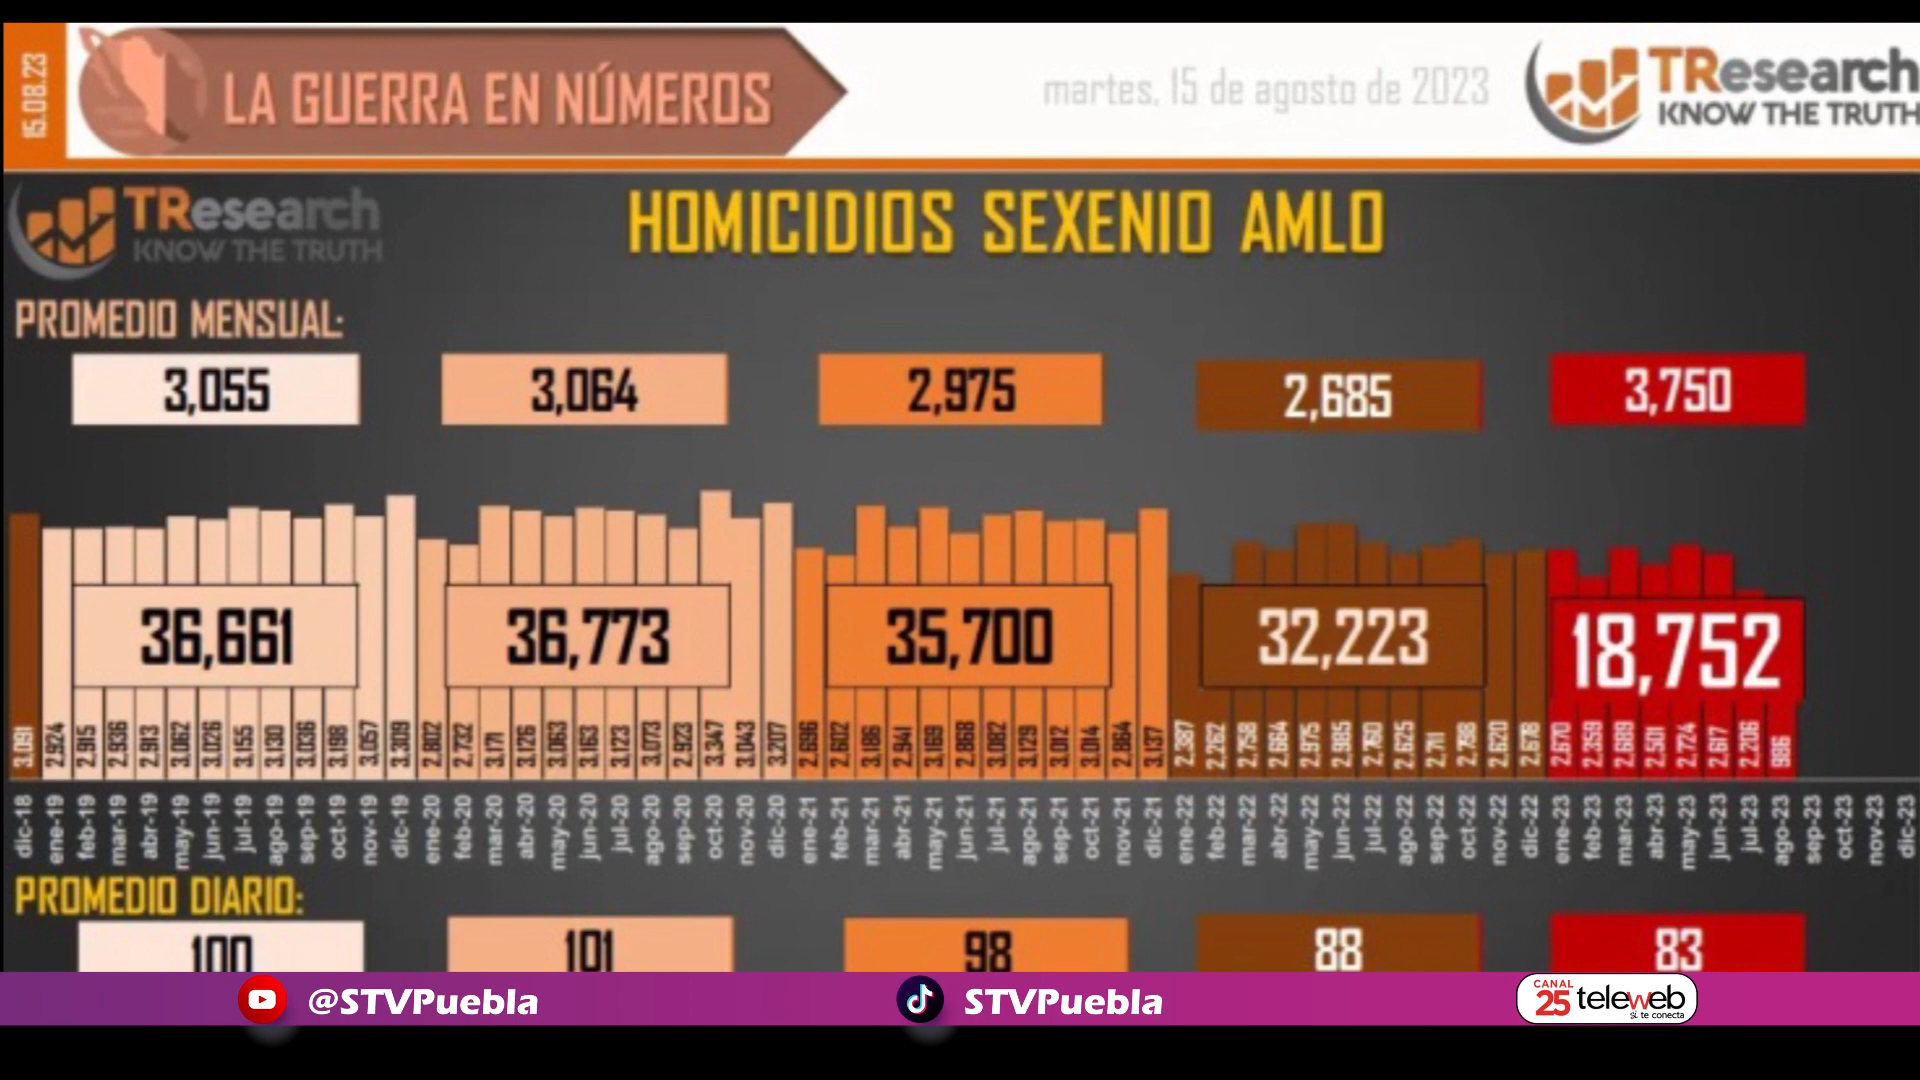 15.08.23
LA GUERRA EN NÚMEROS
martes, 15 de agosto de 2023
TResearch
KNOW THE TRUTH
TResearch
KNOW THE TRUTH
HOMICIDIOS SEXENIO AMLO
PROMEDIO MENSUAL:
3,055 3,064 2,975 2,685 3,750
36,661 36,773 35,700 32,223 18,752
3,091 2,924 2,915 2,936 2,913 3,062 3,026 3,155 3,130 3,036 3,198 3,057 3,309 2,802 2,732 3,171 3,126 3,063 3,163 3,123 3,073 2,923 3,347 3,043 3,207 2,696 2,602 3,186 2,941 3,169 2,868 3,082 3,129 3,012 3,014 2,864 3,137 2,387 2,262 2,758 2,664 2,975 2,985 2,760 2,625 2,711 2,798 2,620 2,678 2,670 2,359 2,689 2,501 2,724 2,617 2,206 986
dic-18 ene-19 feb-19 mar-19 abr-19 may-19 jun-19 jul-19 ago-19 sep-19 oct-19 nov-19 dic-19 ene-20 feb-20 mar-20 abr-20 may-20 jun-20 jul-20 ago-20 sep-20 oct-20 nov-20 dic-20 ene-21 feb-21 mar-21 abr-21 may-21 jun-21 jul-21 ago-21 sep-21 oct-21 nov-21 dic-21 ene-22 feb-22 mar-22 abr-22 may-22 jun-22 jul-22 ago-22 sep-22 oct-22 nov-22 dic-22 ene-23 feb-23 mar-23 abr-23 may-23 jun-23 jul-23 ago-23 sep-23 oct-23 nov-23 dic-23
PROMEDIO DIARIO:
100 101 98 88 83
@STVPuebla STVPuebla
CANAL
25 teleweb
sí te conecta